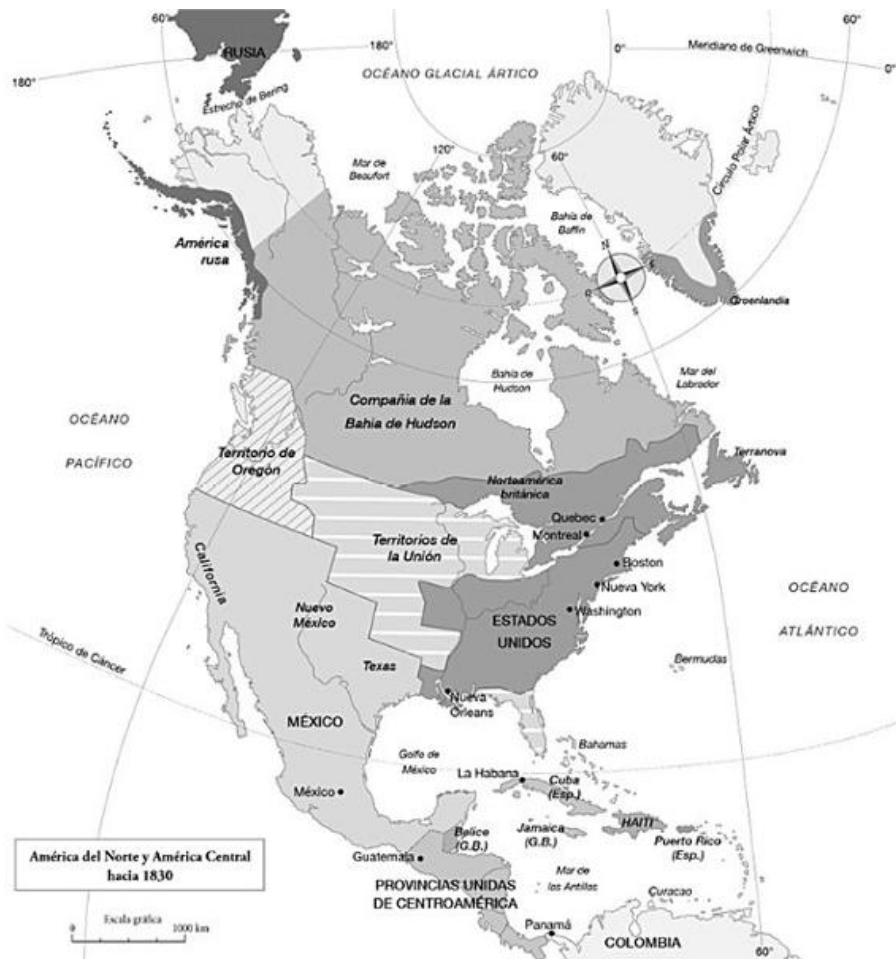 60°
180°
0°
Meridiano de Greenwich
60°
180°
0°
RUSIA
OCÉANO GLACIAL ÁRTICO
Estrecho de Bering
120°
60°
Mar de
Beaufort
Círculo Polar Ártico
Bahía de
Baffin
América
rusa
N
E
S
O
Groenlandia
Bahía de
Hudson
Mar del
Labrador
Compañía de la
Bahía de Hudson
OCÉANO
PACÍFICO
Territorio de
Oregón
Terranova
Norteamérica
británica
Quebec
Montreal
Territorios de
la Unión
Boston
Nueva York
Washington
California
ESTADOS
UNIDOS
OCÉANO
ATLÁNTICO
Nuevo
México
Trópico de Cáncer
Texas
Bermudas
Nueva
Orleans
MÉXICO
Golfo de
México
Bahamas
La Habana
Cuba
(Esp.)
México
Belice
(G.B.)
Jamaica
(G.B.)
HAITI
Puerto Rico
(Esp.)
América del Norte y América Central
hacia 1830
Guatemala
Mar de
las Antillas
PROVINCIAS UNIDAS
DE CENTROAMÉRICA
Curacao
Escala gráfica
0
1000 km
Panamá
COLOMBIA
60°